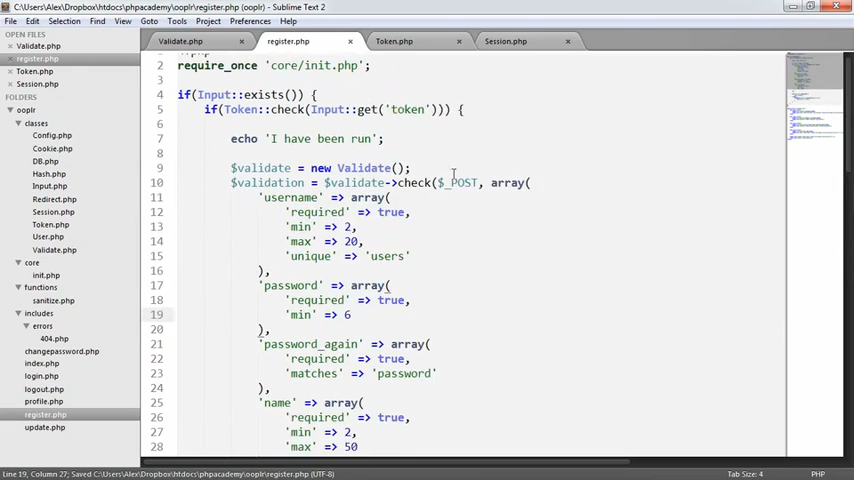 C:\Users\Alex\Dropbox\htdocs\phpacademy\ooplr\register.php (ooplr) - Sublime Text 2
File Edit Selection Find View Goto Tools Project Preferences Help
OPEN FILES
Validate.php
register.php
Token.php
Session.php
FOLDERS
ooplr
classes
Config.php
Cookie.php
DB.php
Hash.php
Input.php
Redirect.php
Session.php
Token.php
User.php
Validate.php
core
init.php
functions
sanitize.php
includes
errors
404.php
changepassword.php
index.php
login.php
logout.php
profile.php
register.php
update.php
Validate.php register.php Token.php Session.php
2 require_once 'core/init.php';
3
4 if(Input::exists()) {
5 if(Token::check(Input::get('token'))) {
6
7 echo 'I have been run';
8
9 $validate = new Validate();
10 $validation = $validate->check($_POST, array(
11 'username' => array(
12 'required' => true,
13 'min' => 2,
14 'max' => 20,
15 'unique' => 'users'
16 ),
17 'password' => array(
18 'required' => true,
19 'min' => 6
20 ),
21 'password_again' => array(
22 'required' => true,
23 'matches' => 'password'
24 ),
25 'name' => array(
26 'required' => true,
27 'min' => 2,
28 'max' => 50
Line 19, Column 27; Saved C:\Users\Alex\Dropbox\htdocs\phpacademy\ooplr\register.php (UTF-8) Tab Size: 4 PHP